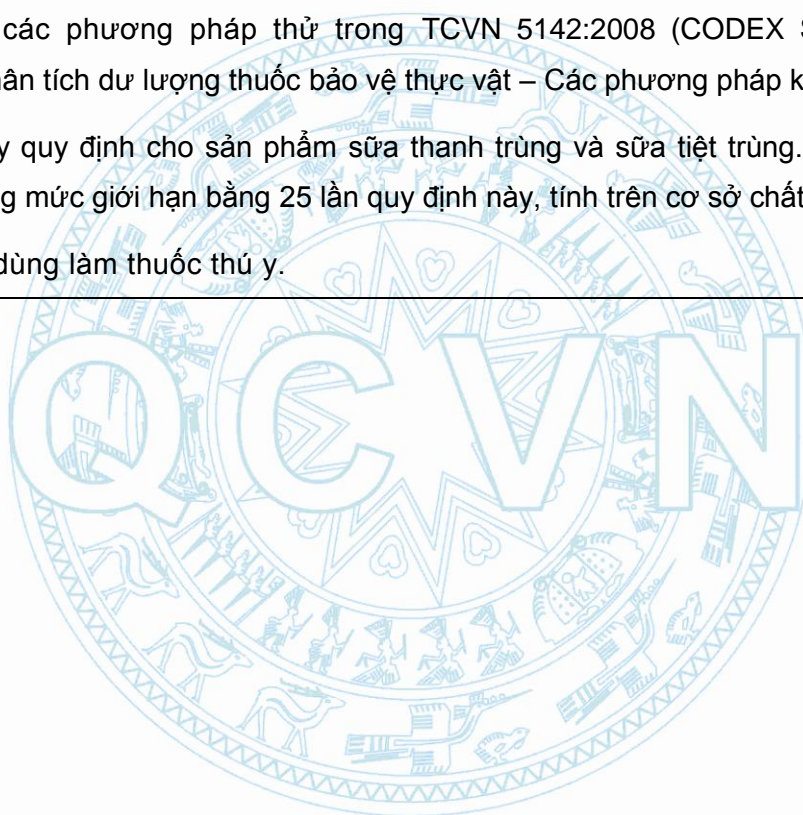 các phương pháp thử trong TCVN 5142:2008 (CODEX
ân tích dư lượng thuốc bảo vệ thực vật – Các phương pháp k
y quy định cho sản phẩm sữa thanh trùng và sữa tiệt trùng.
g mức giới hạn bằng 25 lần quy định này, tính trên cơ sở chất
dùng làm thuốc thú y.
QCVN